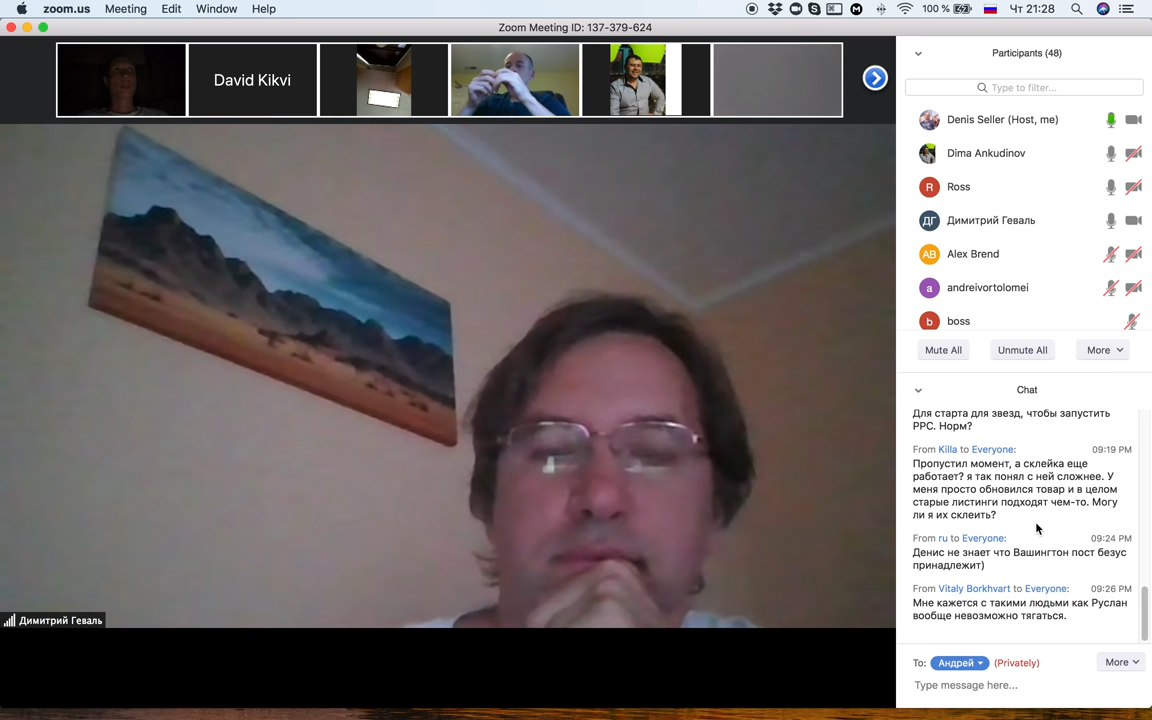 zoom.us Meeting Edit Window Help 100 % Чт 21:28
Zoom Meeting ID: 137-379-624
David Kikvi
Димитрий Геваль
Participants (48)
Type to filter...
Denis Seller (Host, me)
Dima Ankudinov
R Ross
ДГ Димитрий Геваль
AB Alex Brend
a andreivortolomei
b boss
Mute All Unmute All More
Chat
Для старта для звезд, чтобы запустить
PPC. Норм?
From Killa to Everyone: 09:19 PM
Пропустил момент, а склейка еще
работает? я так понял с ней сложнее. У
меня просто обновился товар и в целом
старые листинги подходят чем-то. Могу
ли я их склеить?
From ru to Everyone: 09:24 PM
Денис не знает что Вашингтон пост безус
принадлежит)
From Vitaly Borkhvart to Everyone: 09:26 PM
Мне кажется с такими людьми как Руслан
вообще невозможно тягаться.
To: Андрей (Privately) More
Type message here...